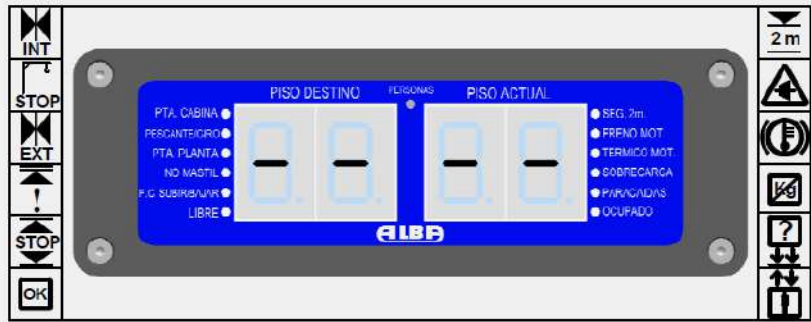 INT
STOP
EXT
!
STOP
OK
PISO DESTINO
PERSONAS
PISO ACTUAL
PTA. CABINA
PESCANTE/GIRO
PTA. PLANTA
NO MASTIL
F.C SUBIR/BAJAR
LIBRE
- -
- -
SEG. 2m.
FRENO MOT.
TERMICO MOT.
SOBRECARGA
PARACAIDAS
OCUPADO
ALBA
2 m
Kg
?